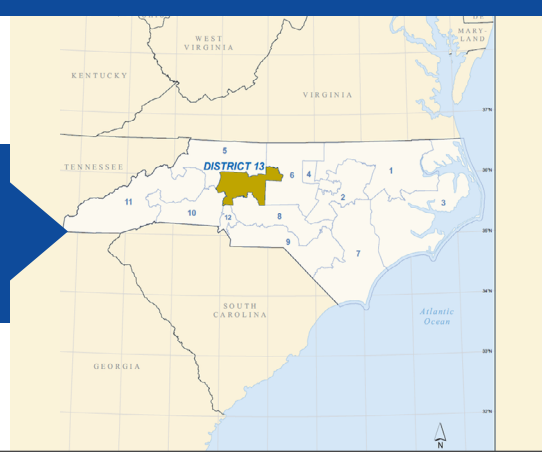 OF
MARY-
LAND
WEST
VIRGINIA
KENTUCKY
VIRGINIA
37°N
5
TENNESSEE
DISTRICT 13
6
4
1
36°N
11
10
12
8
2
3
35°N
9
7
34°N
SOUTH
CAROLINA
Atlantic
Ocean
33°N
GEORGIA
32°N
N